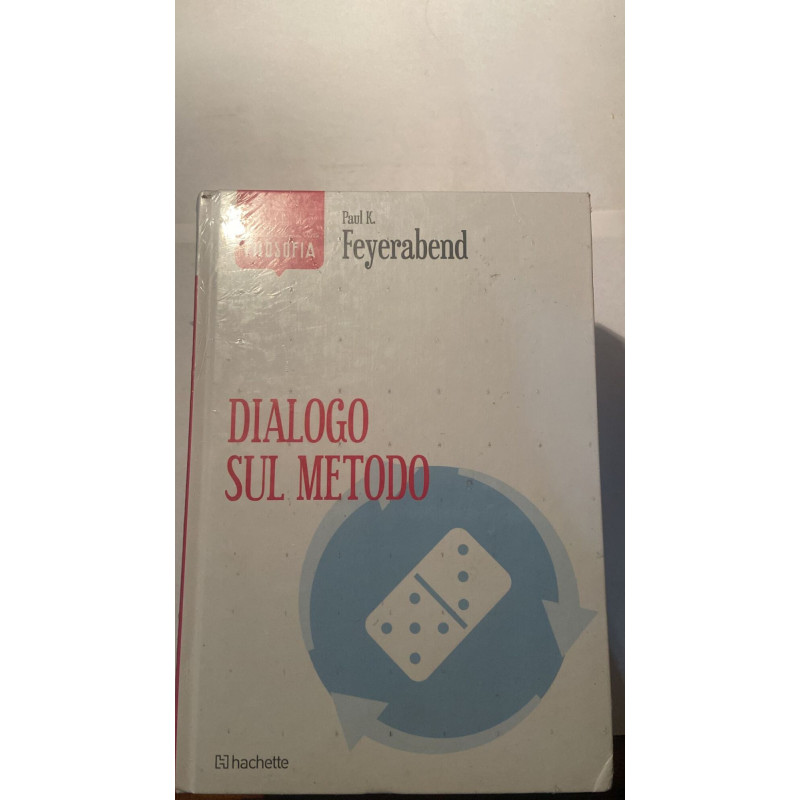 FILOSOFIA
Paul K.
Feyerabend
DIALOGO
SUL METODO
hachette